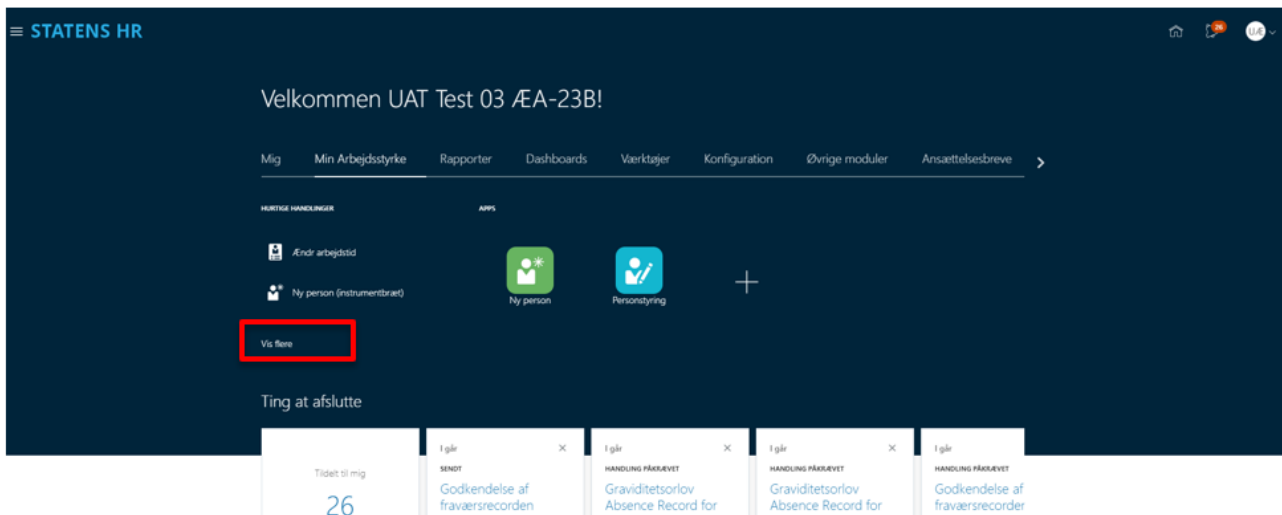 STATENS HR
26
UÆ
Velkommen UAT Test 03 ÆA-23B!
Mig Min Arbejdsstyrke Rapporter Dashboards Værktøjer Konfiguration Øvrige moduler Ansættelsesbreve
HURTIGE HANDLINGER
APPS
Ændr arbejdstid
Ny person (instrumentbræt)
Ny person
Personstyring
Vis flere
Ting at afslutte
Tildelt til mig
26
I går
SENDT
Godkendelse af
fraværsrecorden
I går
HANDLING PÅKRÆVET
Graviditetsorlov
Absence Record for
I går
HANDLING PÅKRÆVET
Graviditetsorlov
Absence Record for
I går
HANDLING PÅKRÆVET
Godkendelse af
fraværsrecorder